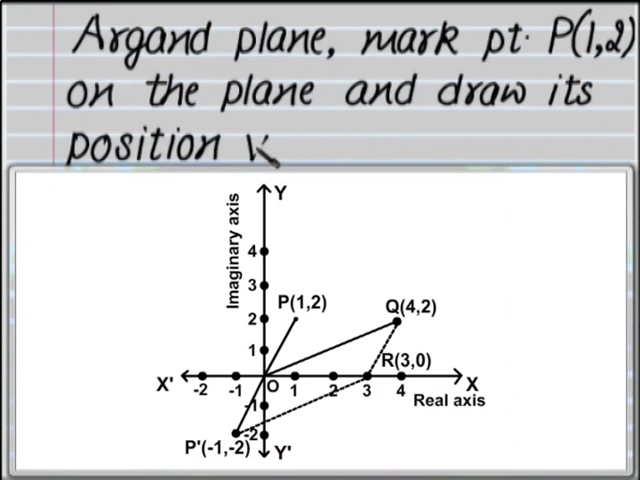 Argand plane, mark pt. P(1,2)
on the plane and draw its
position
Y
Imaginary axis
4
3
2
1
P(1,2)
Q(4,2)
R(3,0)
X'
-2
-1
O
1
2
3
4
X
Real axis
-1
-2
P'(-1,-2)
Y'